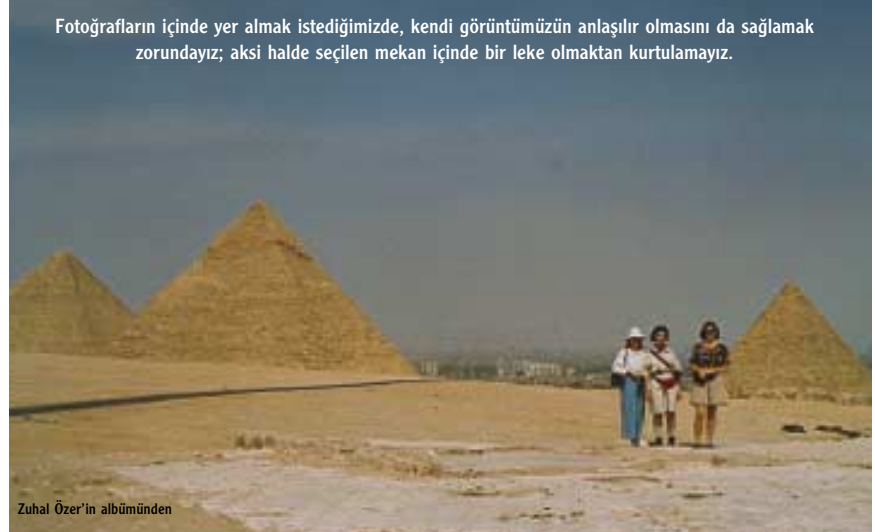 Fotoğrafların içinde yer almak istediğimizde, kendi görüntümüzün anlaşılır olmasını da sağlamak
zorundayız; aksi halde seçilen mekan içinde bir leke olmaktan kurtulamayız.
Zuhal Özer'in albümünden